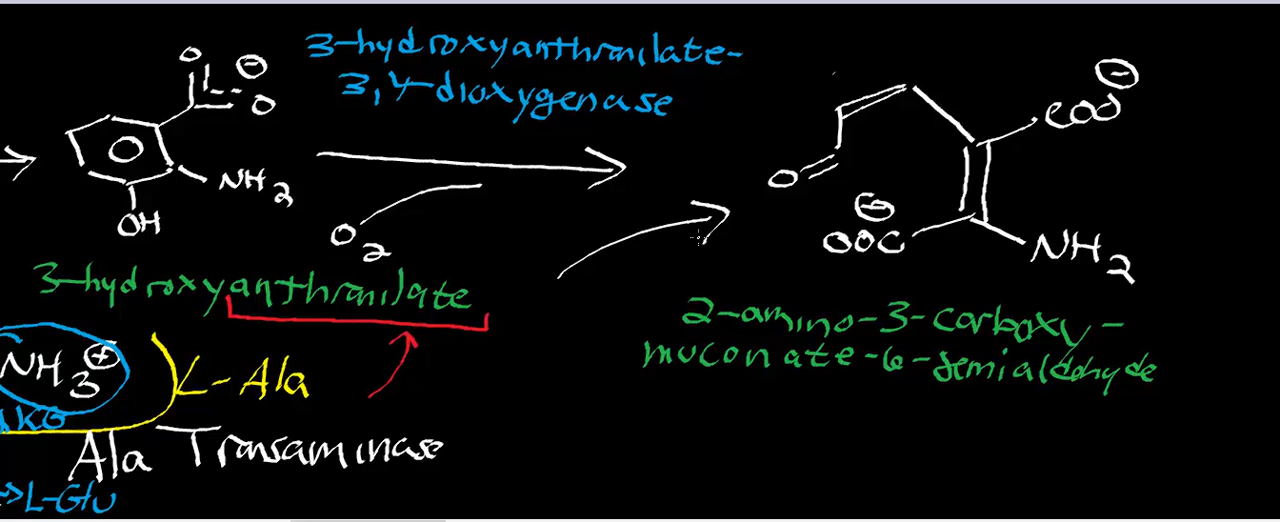 3-hydroxyanthranilate-
3,4-dioxygenase
O
⊖
O
NH2
OH
O2
3-hydroxyanthranilate
⊖
COO
O
⊖
OOC
NH2
2-amino-3-carboxy-
muconate-6-semialdehyde
NH3
⊕
L-Ala
αKG
Ala Transaminase
→L-Glu